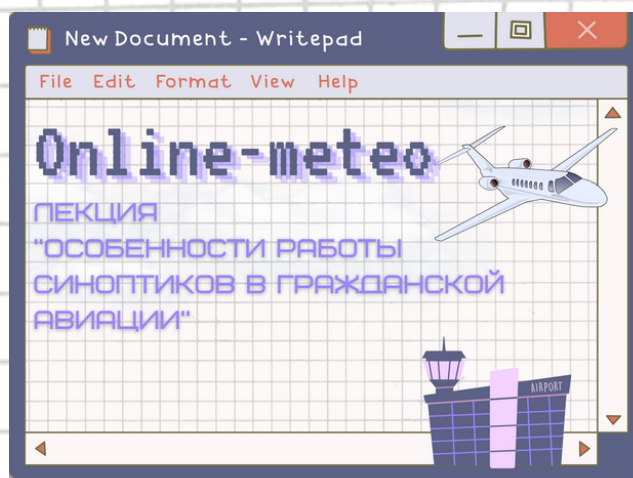 New Document - Writepad
File Edit Format View Help
Online-meteo
ЛЕКЦИЯ
"ОСОБЕННОСТИ РАБОТЫ
СИНОПТИКОВ В ГРАЖДАНСКОЙ
АВИАЦИИ"
AIRPORT